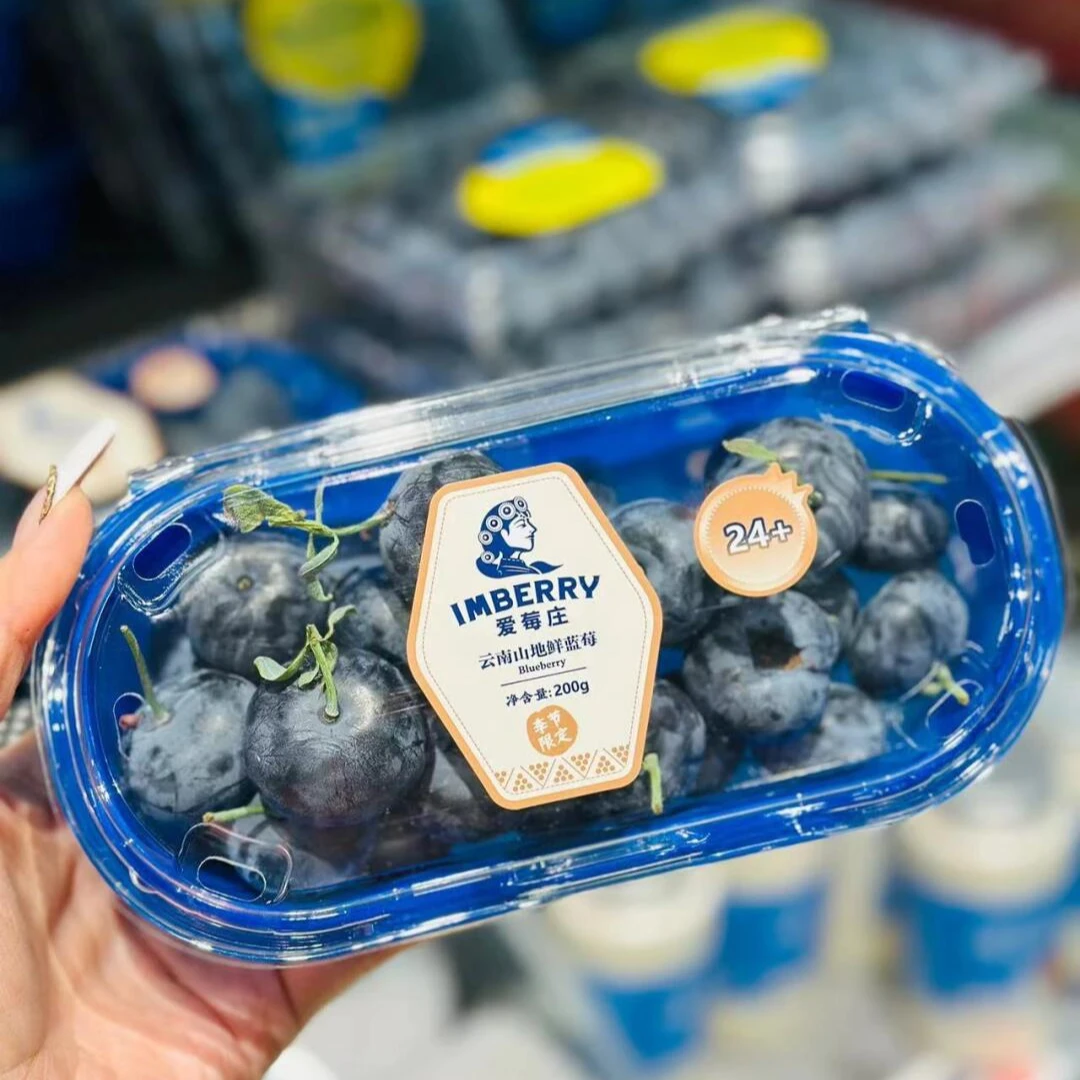 IMBERRY
爱莓庄
云南山地鲜蓝莓
Blueberry
净含量:200g
季节
限定
24+